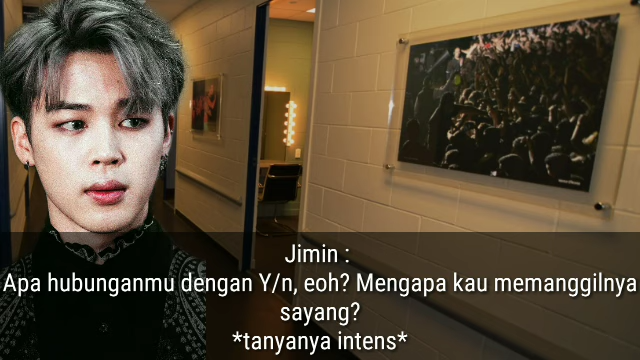 Jimin :
Apa hubunganmu dengan Y/n, eoh? Mengapa kau memanggilnya
sayang?
*tanyanya intens*